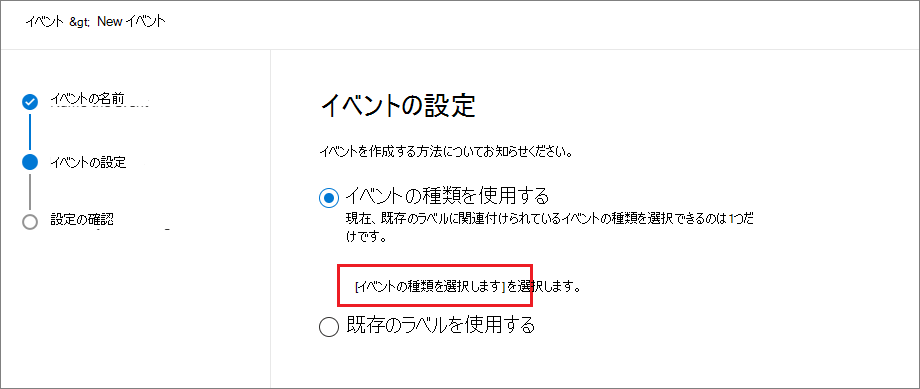 イベント &gt; New イベント
イベントの名前
イベントの設定
設定の確認
イベントの設定
イベントを作成する方法についてお知らせください。
イベントの種類を使用する
現在、既存のラベルに関連付けられているイベントの種類を選択できるのは 1つだ
けです。
[イベントの種類を選択します] を選択します。
既存のラベルを使用する